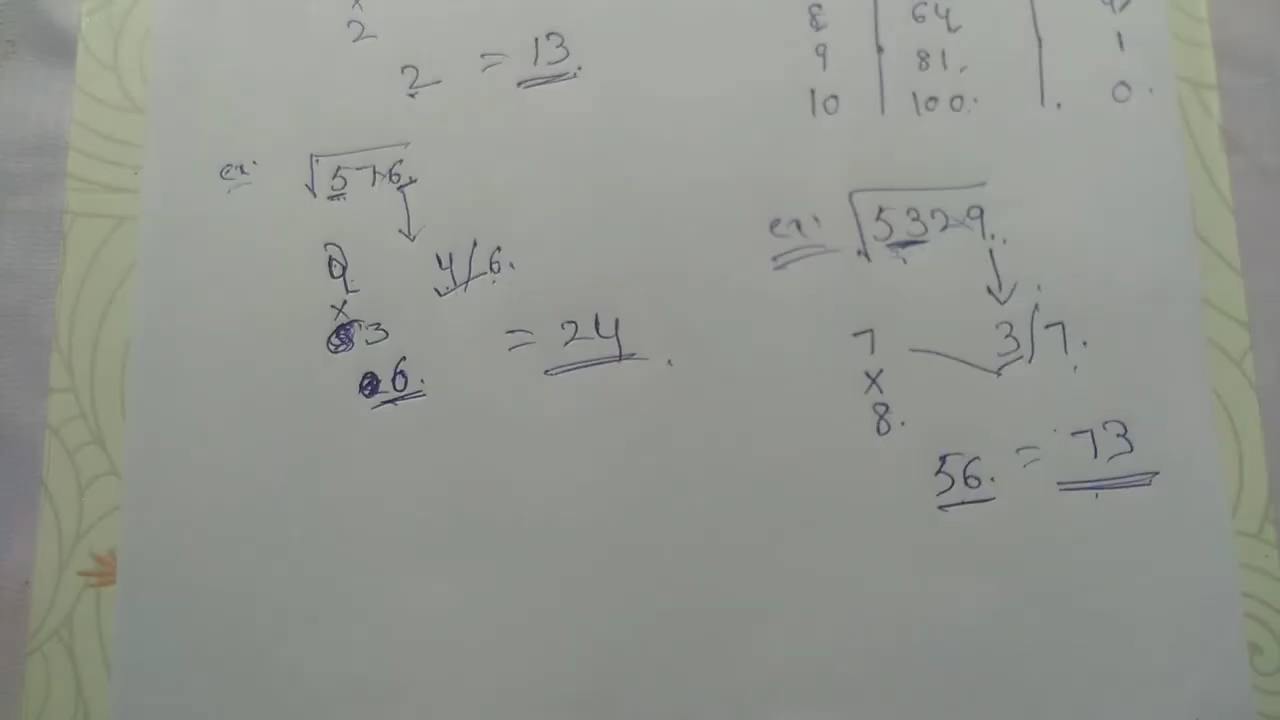 ×
2
2 = 13
8 | 64
9 | 81. | 1
10 | 100. | 0.
ex: √576
2 4/6.
×
3
6. = 24
ex: √5329
7 3/7.
×
8.
56. = 73